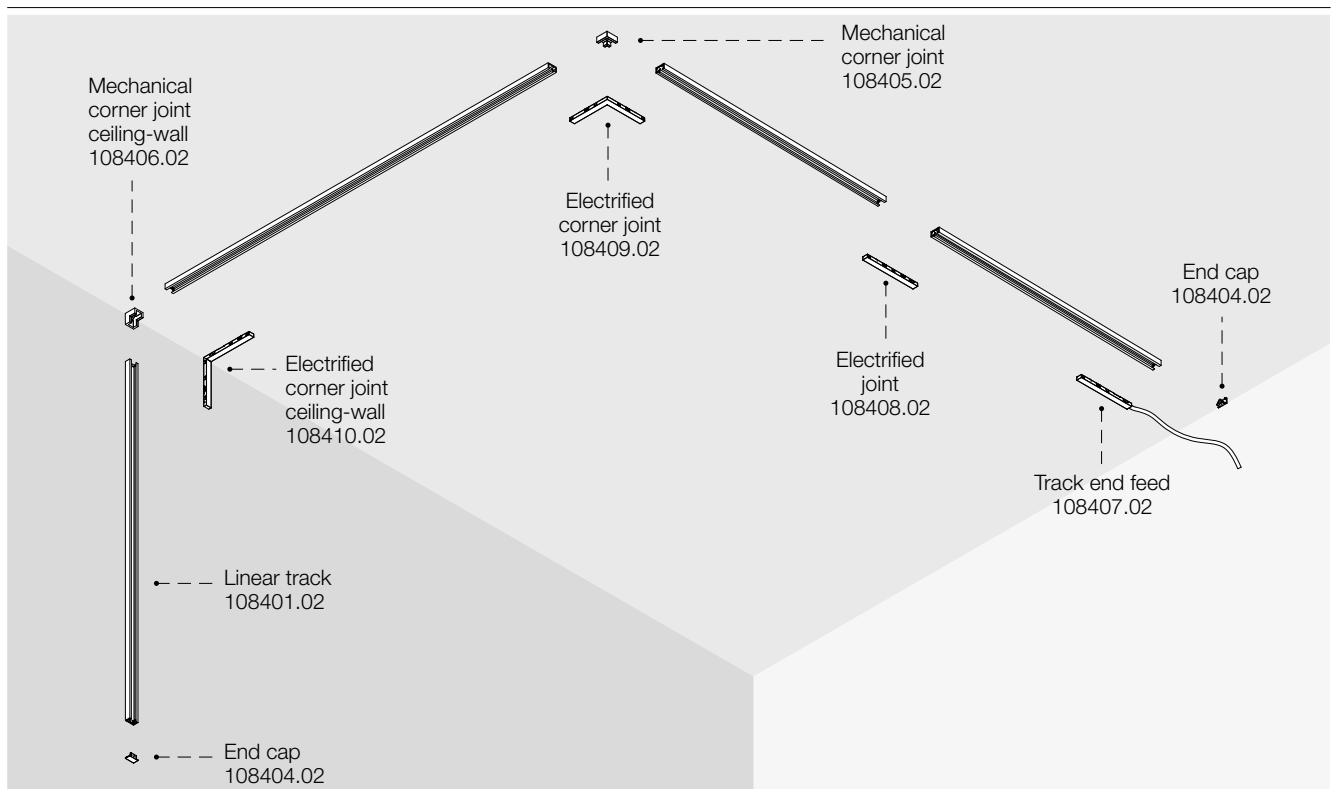 Mechanical
corner joint
108405.02
Mechanical
corner joint
ceiling-wall
108406.02
Electrified
corner joint
108409.02
End cap
108404.02
Electrified
joint
108408.02
Electrified
corner joint
ceiling-wall
108410.02
Track end feed
108407.02
Linear track
108401.02
End cap
108404.02